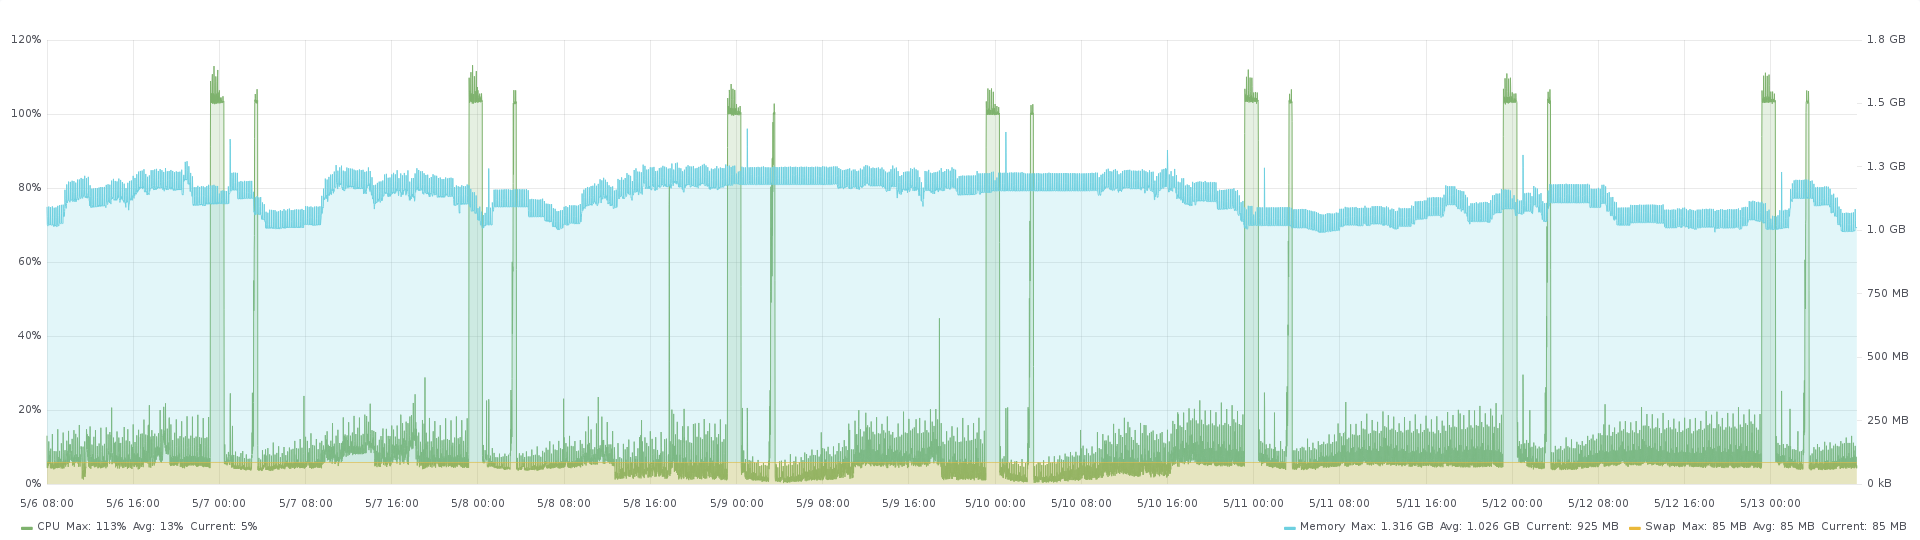 120%
100%
80%
60%
40%
20%
0%
1.8 GB
1.5 GB
1.3 GB
1.0 GB
750 MB
500 MB
250 MB
0 kB
5/6 08:00 5/6 16:00 5/7 00:00 5/7 08:00 5/7 16:00 5/8 00:00 5/8 08:00 5/8 16:00 5/9 00:00 5/9 08:00 5/9 16:00 5/10 00:00 5/10 08:00 5/10 16:00 5/11 00:00 5/11 08:00 5/11 16:00 5/12 00:00 5/12 08:00 5/12 16:00 5/13 00:00
CPU Max: 113% Avg: 13% Current: 5%
Memory Max: 1.316 GB Avg: 1.026 GB Current: 925 MB Swap Max: 85 MB Avg: 85 MB Current: 85 MB